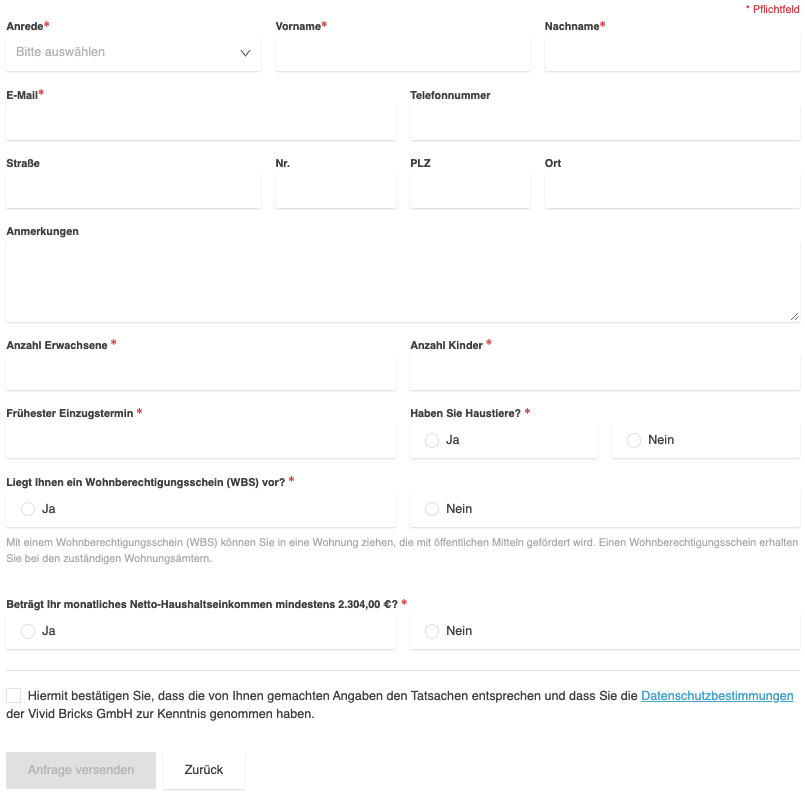 * Pflichtfeld
Anrede* Vorname* Nachname*
Bitte auswählen
E-Mail* Telefonnummer
Straße Nr. PLZ Ort
Anmerkungen
Anzahl Erwachsene * Anzahl Kinder *
Frühester Einzugstermin * Haben Sie Haustiere? *
Ja Nein
Liegt Ihnen ein Wohnberechtigungsschein (WBS) vor? *
Ja Nein
Mit einem Wohnberechtigungsschein (WBS) können Sie in eine Wohnung ziehen, die mit öffentlichen Mitteln gefördert wird. Einen Wohnberechtigungsschein erhalten
Sie bei den zuständigen Wohnungsämtern.
Beträgt Ihr monatliches Netto-Haushaltseinkommen mindestens 2.304,00 €? *
Ja Nein
Hiermit bestätigen Sie, dass die von Ihnen gemachten Angaben den Tatsachen entsprechen und dass Sie die Datenschutzbestimmungen
der Vivid Bricks GmbH zur Kenntnis genommen haben.
Anfrage versenden Zurück